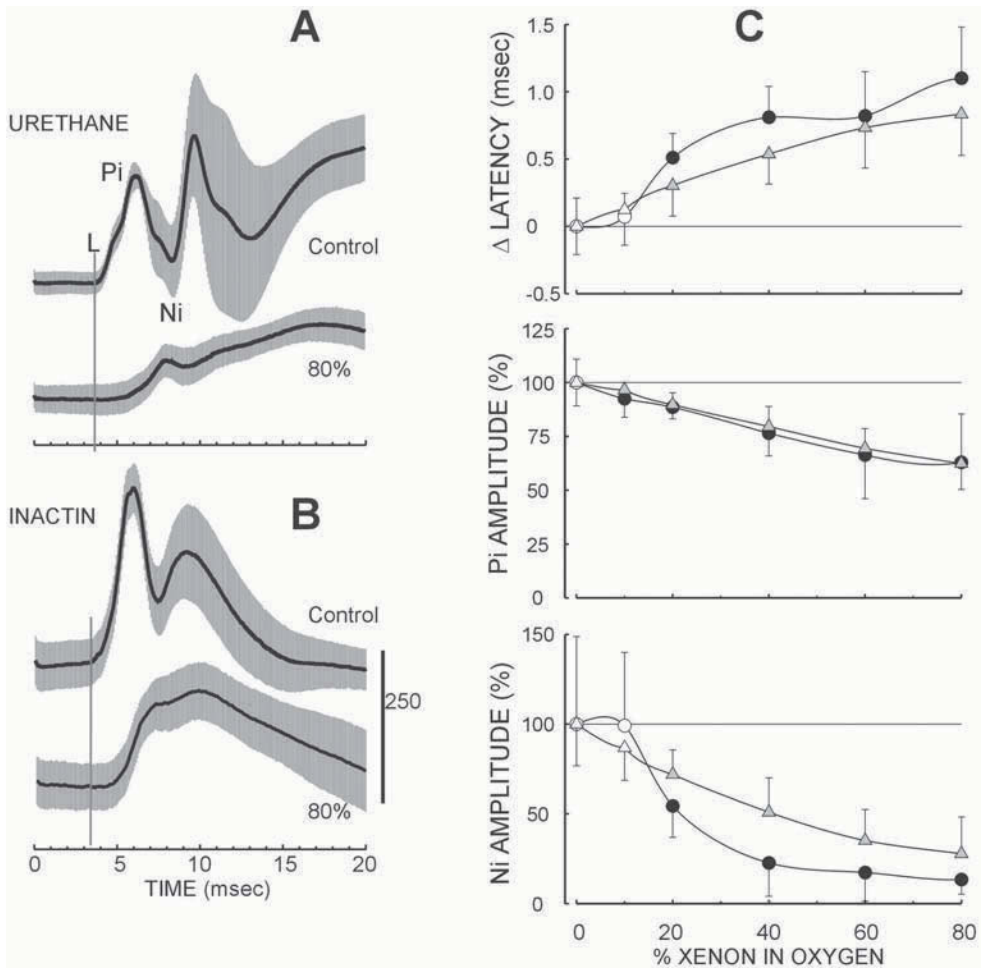 A
URETHANE
Pi
L
Control
Ni
80%
B
INACTIN
Control
250
80%
0 5 10 15 20
TIME (msec)
C
Δ LATENCY (msec)
1.5
1.0
0.5
0
-0.5
Pi AMPLITUDE (%)
125
100
75
50
25
0
Ni AMPLITUDE (%)
150
100
50
0
0 20 40 60 80
% XENON IN OXYGEN